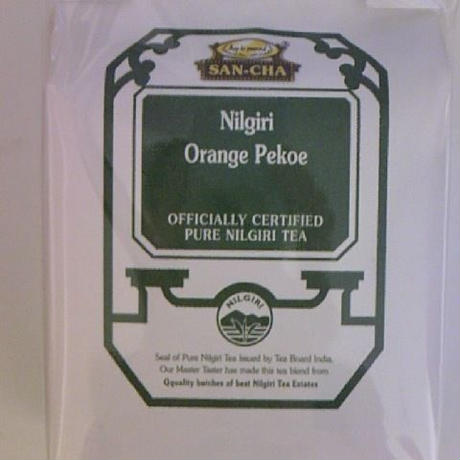 SAN-CHA
Nilgiri
Orange Pekoe
OFFICIALLY CERTIFIED
PURE NILGIRI TEA
NILGIRI
Seal of Pure Nilgiri Tea Issued by Tea Board India.
Our Master Taster has made this tea blend from
Qquality batches of best Nilgiri Tea Estates